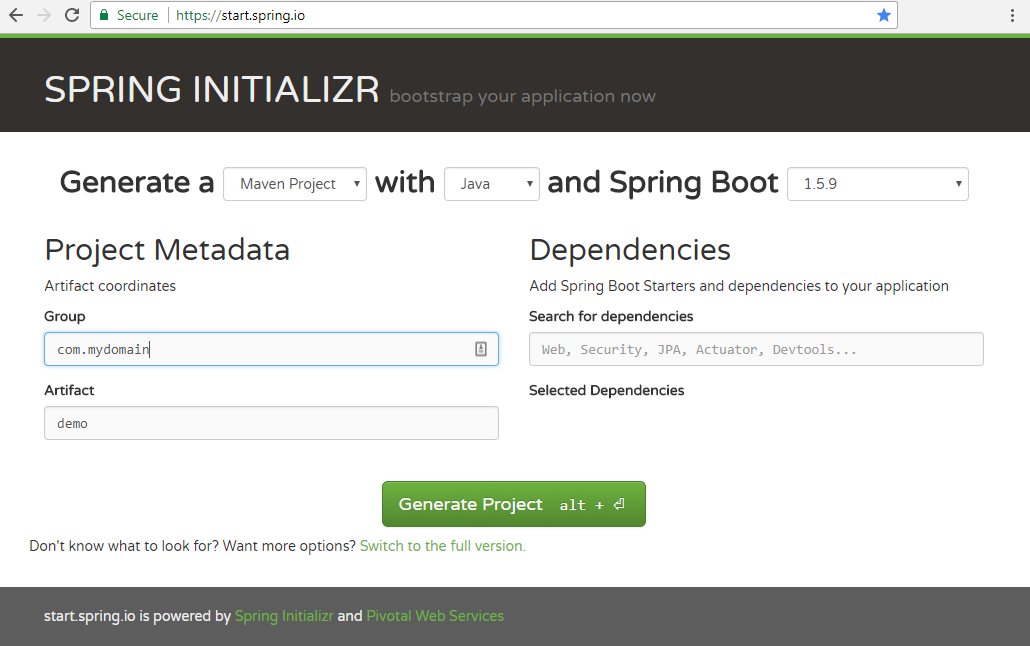 Secure https://start.spring.io
SPRING INITIALIZR bootstrap your application now
Generate a Maven Project with Java and Spring Boot 1.5.9
Project Metadata
Artifact coordinates
Group
com.mydomain
Artifact
demo
Dependencies
Add Spring Boot Starters and dependencies to your application
Search for dependencies
Web, Security, JPA, Actuator, Devtools...
Selected Dependencies
Generate Project alt + ⏎
Don't know what to look for? Want more options? Switch to the full version.
start.spring.io is powered by Spring Initializr and Pivotal Web Services